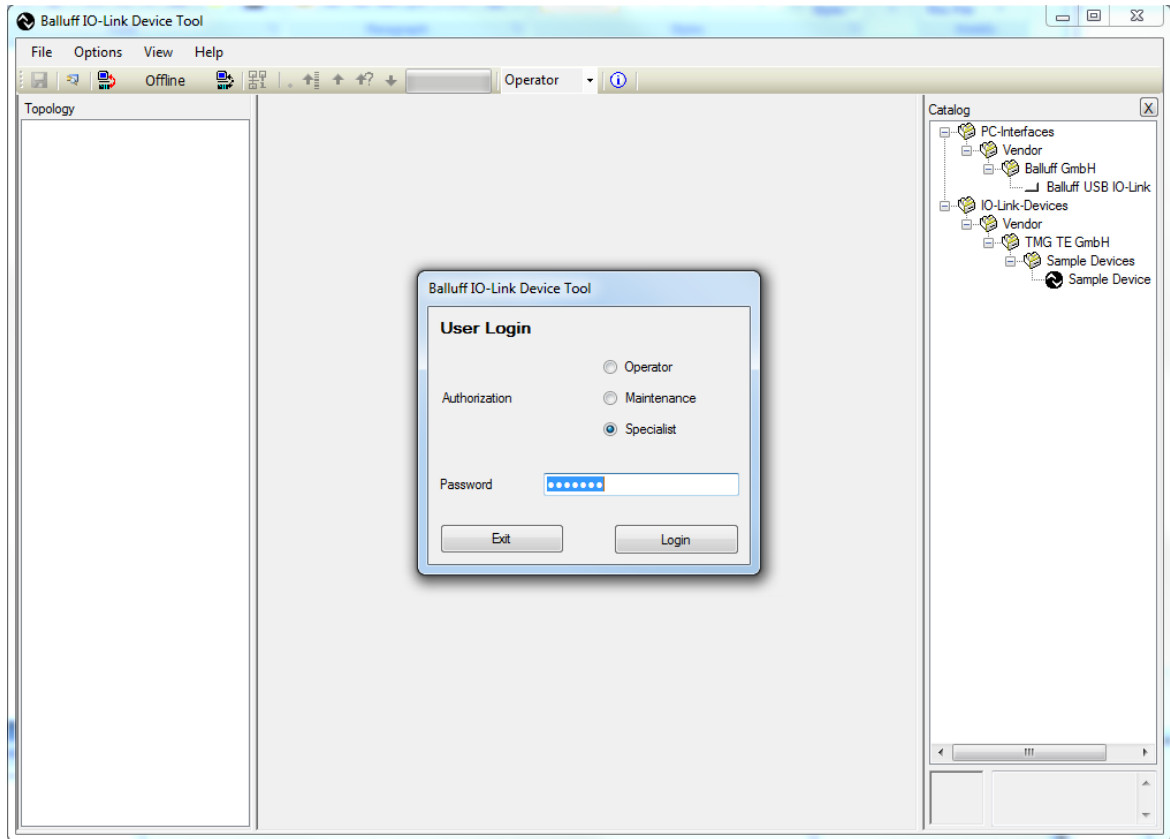 Balluff IO-Link Device Tool
File Options View Help
Offline Operator
Topology
Catalog
PC-Interfaces
Vendor
Balluff GmbH
Balluff USB IO-Link
IO-Link-Devices
Vendor
TMG TE GmbH
Sample Devices
Sample Device
Balluff IO-Link Device Tool
User Login
Operator
Authorization Maintenance
Specialist
Password •••••••
Exit Login